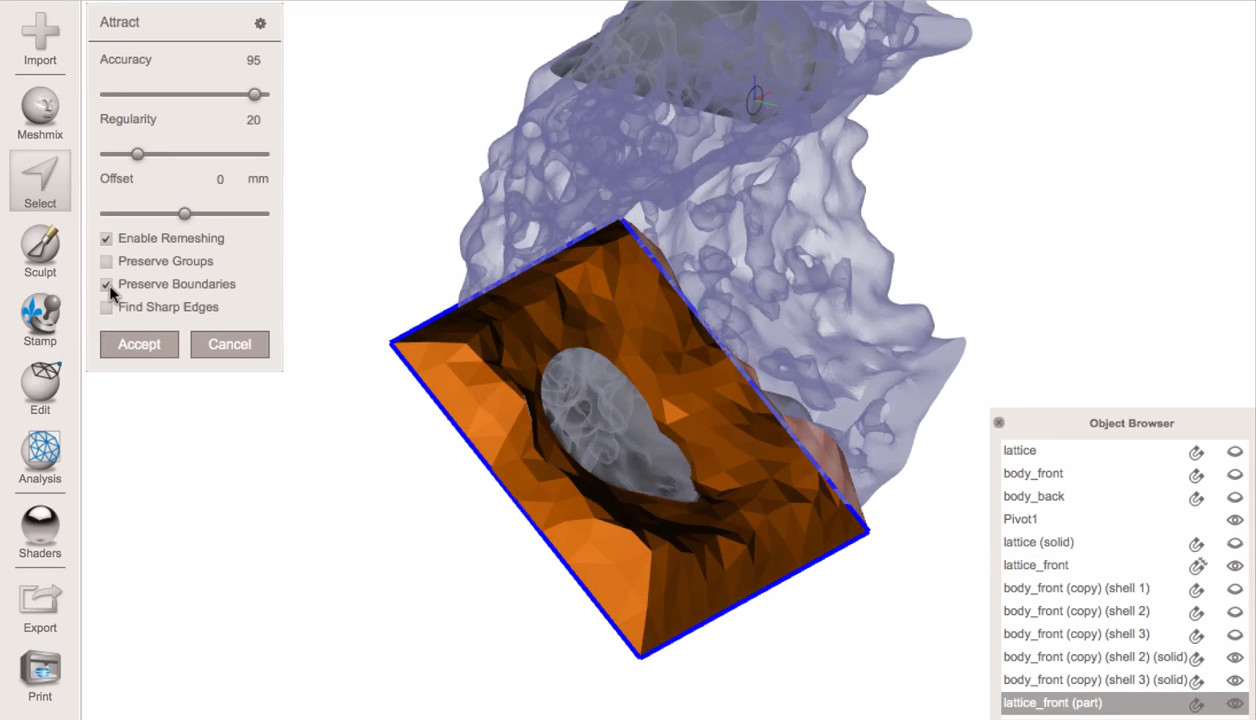 Import
Meshmix
Select
Sculpt
Stamp
Edit
Analysis
Shaders
Export
Print
Attract
Accuracy 95
Regularity 20
Offset 0 mm
Enable Remeshing
Preserve Groups
Preserve Boundaries
Find Sharp Edges
Accept Cancel
Object Browser
lattice
body_front
body_back
Pivot1
lattice (solid)
lattice_front
body_front (copy) (shell 1)
body_front (copy) (shell 2)
body_front (copy) (shell 3)
body_front (copy) (shell 2) (solid)
body_front (copy) (shell 3) (solid)
lattice_front (part)